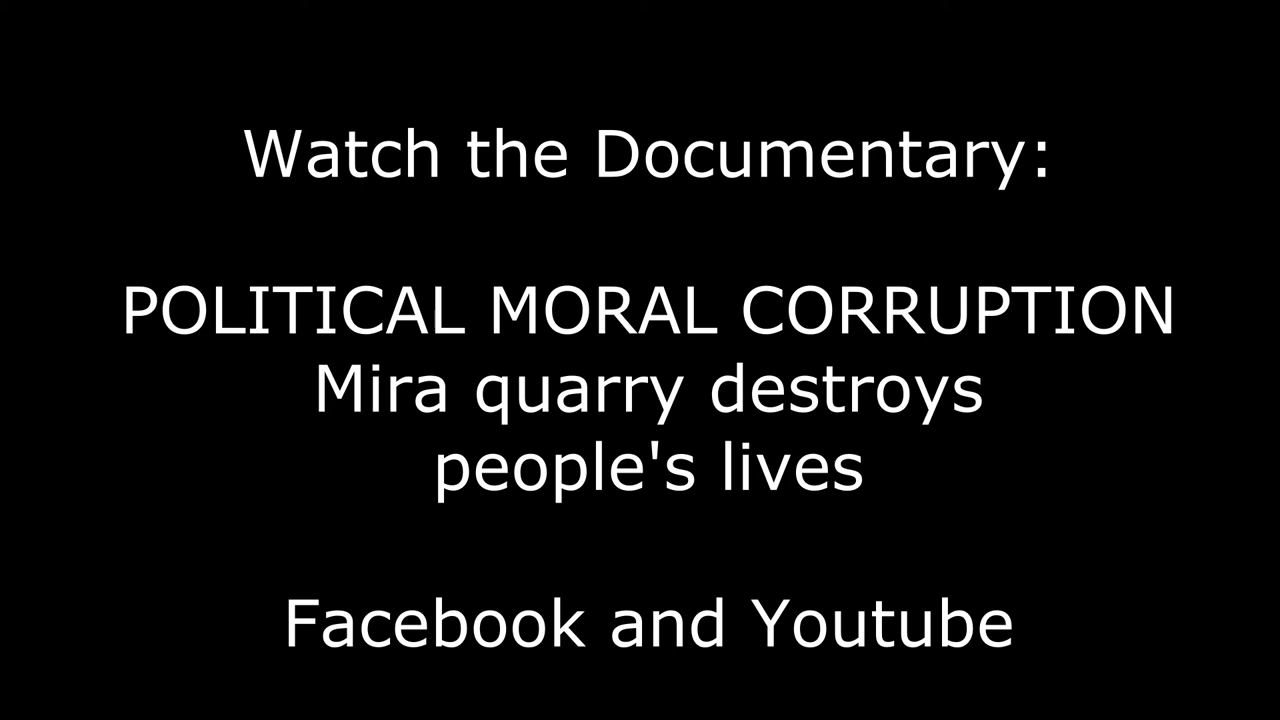 Watch the Documentary:
POLITICAL MORAL CORRUPTION
Mira quarry destroys
people's lives
Facebook and Youtube